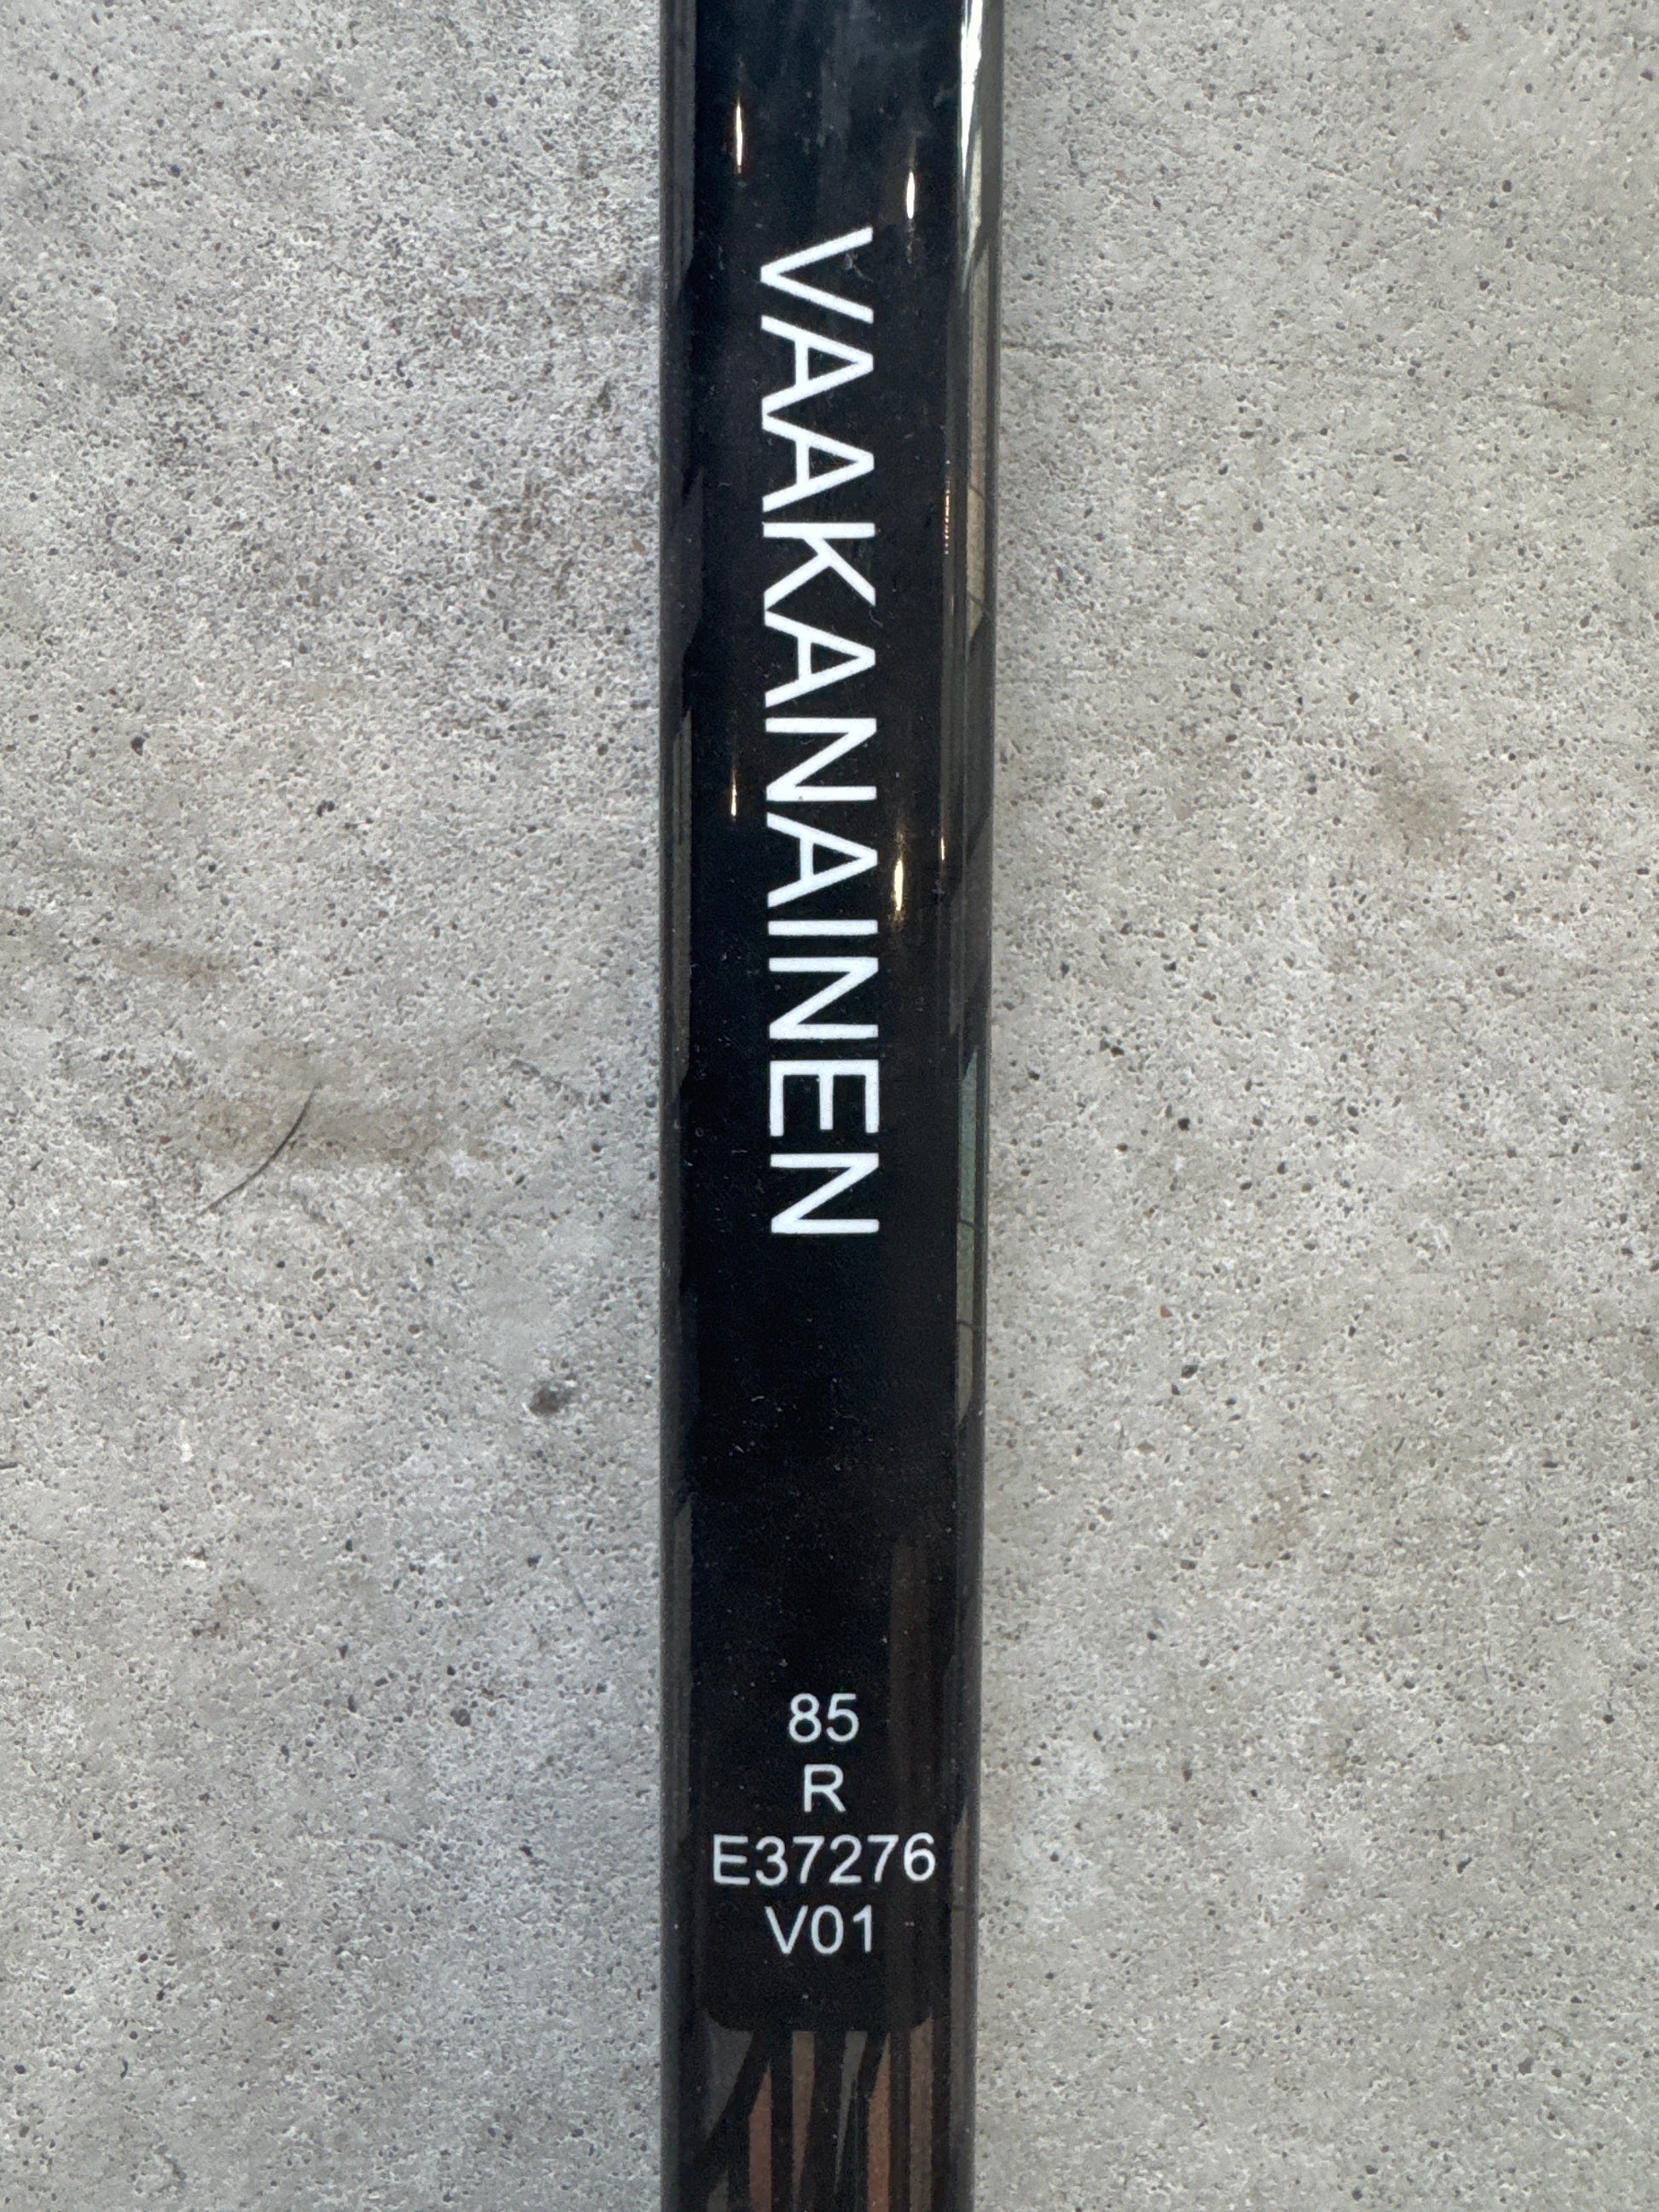 VAAKANAINEN
85
R
E37276
V01